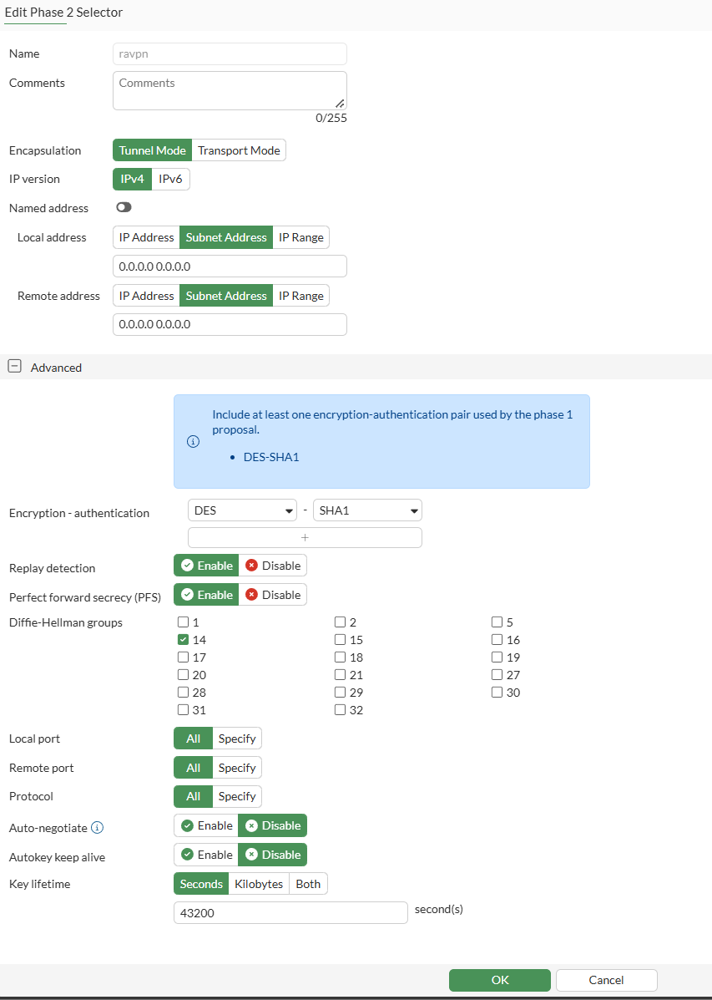 Edit Phase 2 Selector
Name ravpn
Comments Comments
0/255
Encapsulation Tunnel Mode Transport Mode
IP version IPv4 IPv6
Named address
Local address IP Address Subnet Address IP Range
0.0.0.0 0.0.0.0
Remote address IP Address Subnet Address IP Range
0.0.0.0 0.0.0.0
Advanced
Include at least one encryption-authentication pair used by the phase 1
proposal.
• DES-SHA1
Encryption - authentication DES - SHA1
+
Replay detection Enable Disable
Perfect forward secrecy (PFS) Enable Disable
Diffie-Hellman groups 1 2 5
14 15 16
17 18 19
20 21 27
28 29 30
31 32
Local port All Specify
Remote port All Specify
Protocol All Specify
Auto-negotiate Enable Disable
Autokey keep alive Enable Disable
Key lifetime Seconds Kilobytes Both
43200 second(s)
OK Cancel